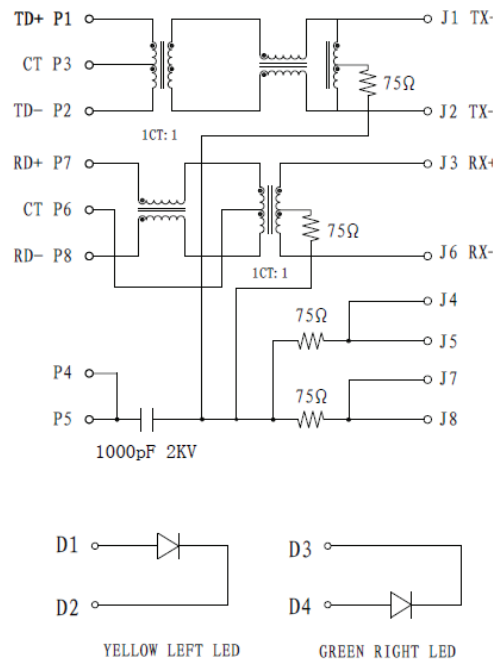 TD+ P1
J1 TX-
CT P3
75Ω
TD- P2
J2 TX-
1CT:1
RD+ P7
J3 RX+
CT P6
75Ω
RD- P8
J6 RX-
1CT:1
J4
75Ω
J5
P4
J7
75Ω
P5
J8
1000pF 2KV
D1
D3
D2
D4
YELLOW LEFT LED
GREEN RIGHT LED